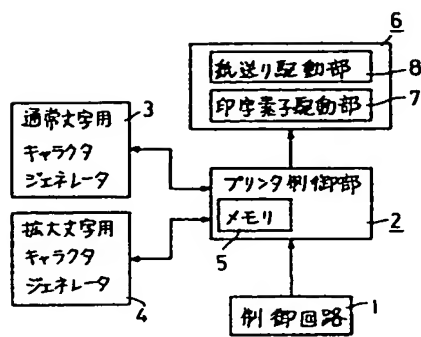 6
紙送り駆動部
8
印字素子駆動部
7
通常文字用
キャラクタ
ジェネレータ
3
プリンタ制御部
メモリ
2
5
拡大文字用
キャラクタ
ジェネレータ
4
制御回路
1